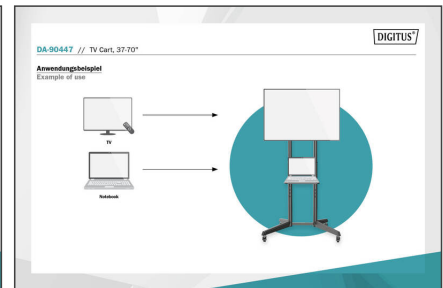 DIGITUS®
DA-90447 // TV Cart, 37-70"
Anwendungsbeispiel
Example of use
TV
Notebook